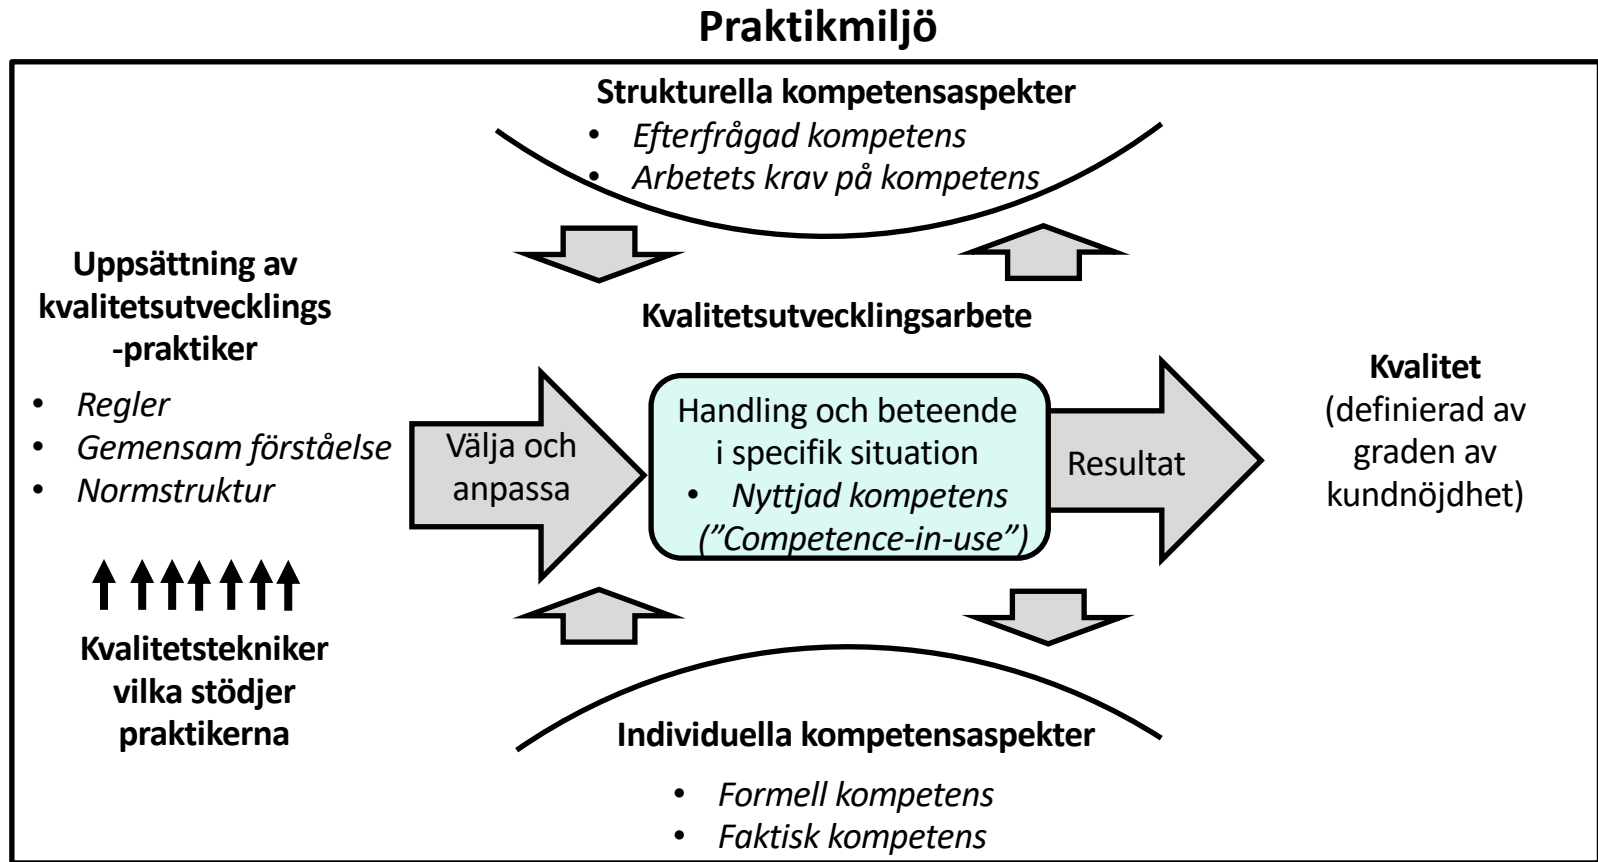 Praktikmiljö
Strukturella kompetensaspekter
• Efterfrågad kompetens
• Arbetets krav på kompetens
Uppsättning av
kvalitetsutvecklings
-praktiker
• Regler
• Gemensam förståelse
• Normstruktur
Kvalitetstekniker
vilka stödjer
praktikerna
Välja och
anpassa
Kvalitetsutvecklingsarbete
Handling och beteende
i specifik situation
• Nyttjad kompetens
(”Competence-in-use”)
Resultat
Kvalitet
(definierad av
graden av
kundnöjdhet)
Individuella kompetensaspekter
• Formell kompetens
• Faktisk kompetens